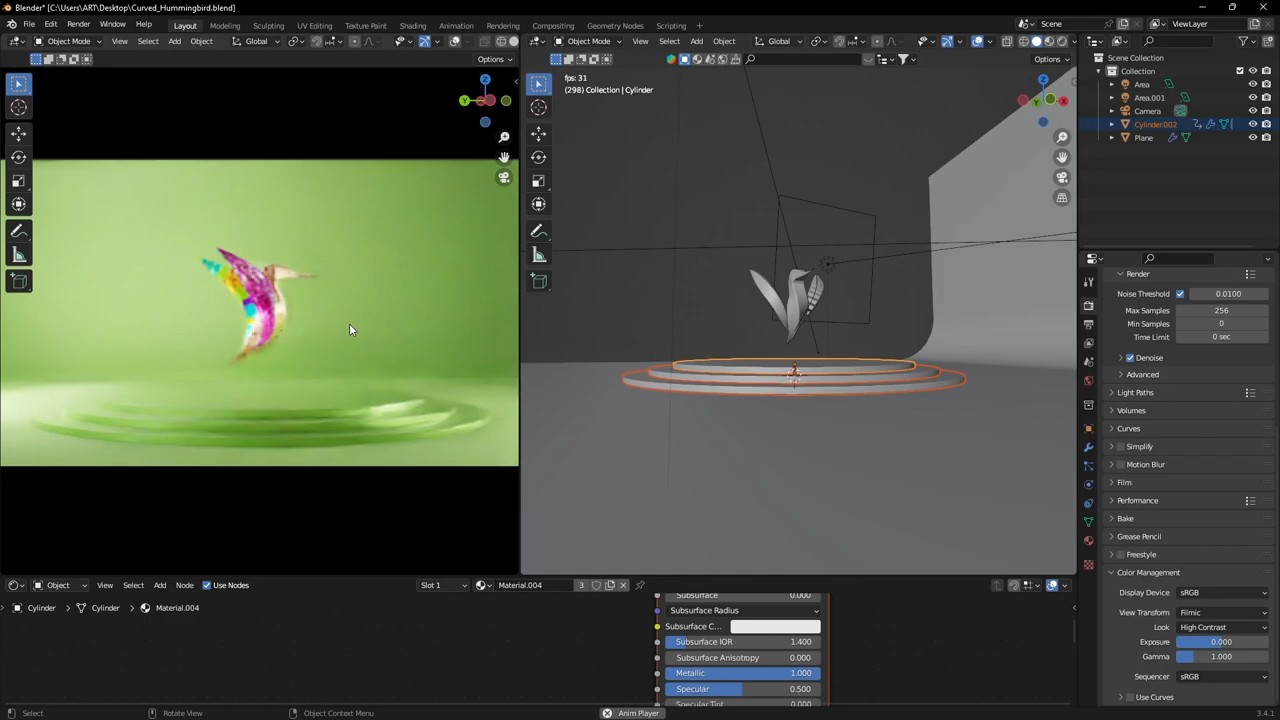 Blender* [C:\Users\ART\Desktop\Curved_Hummingbird.blend]
File Edit Render Window Help Layout Modeling Sculpting UV Editing Texture Paint Shading Animation Rendering Compositing Geometry Nodes Scripting Scene ViewLayer
Object Mode View Select Add Object Global
Object Mode View Select Add Object Global
Options
Options
fps: 31
(298) Collection | Cylinder
Z
Y
Z
Y
X
Scene Collection
Collection
Area
Area.001
Camera
Cylinder.002
Plane
Render
Noise Threshold 0.0100
Max Samples 256
Min Samples 0
Time Limit 0 sec
Denoise
Advanced
Light Paths
Volumes
Curves
Simplify
Motion Blur
Film
Performance
Bake
Grease Pencil
Freestyle
Color Management
Display Device sRGB
View Transform Filmic
Look High Contrast
Exposure 0.000
Gamma 1.000
Sequencer sRGB
Use Curves
Object View Select Add Node Use Nodes Slot 1 Material.004 3
Cylinder Cylinder Material.004
Subsurface 0.000
Subsurface Radius
Subsurface C...
Subsurface IOR 1.400
Subsurface Anisotropy 0.000
Metallic 1.000
Specular 0.500
Specular Tint 0.000
Select Rotate View Object Context Menu Anim Player 3.4.1